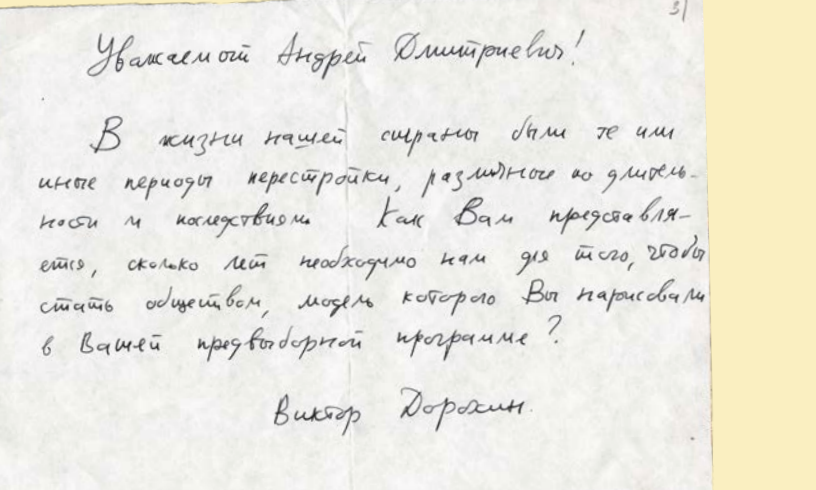 31
Уважаемый Андрей Дмитриевич!
В жизни нашей страны были те или
иные периоды перестройки, различные по длитель-
ности и последствиям. Как Вам представля-
ется, сколько лет необходимо нам для того, чтобы
стать обществом, модель которого Вы нарисовали
в Вашей предвыборной программе?
Виктор Дорохин.